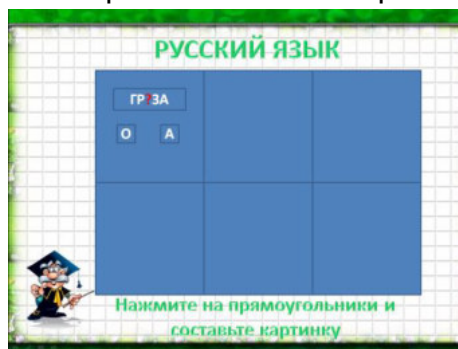 РУССКИЙ ЯЗЫК
ГР?ЗА
О А
Нажмите на прямоугольники и
составьте картинку